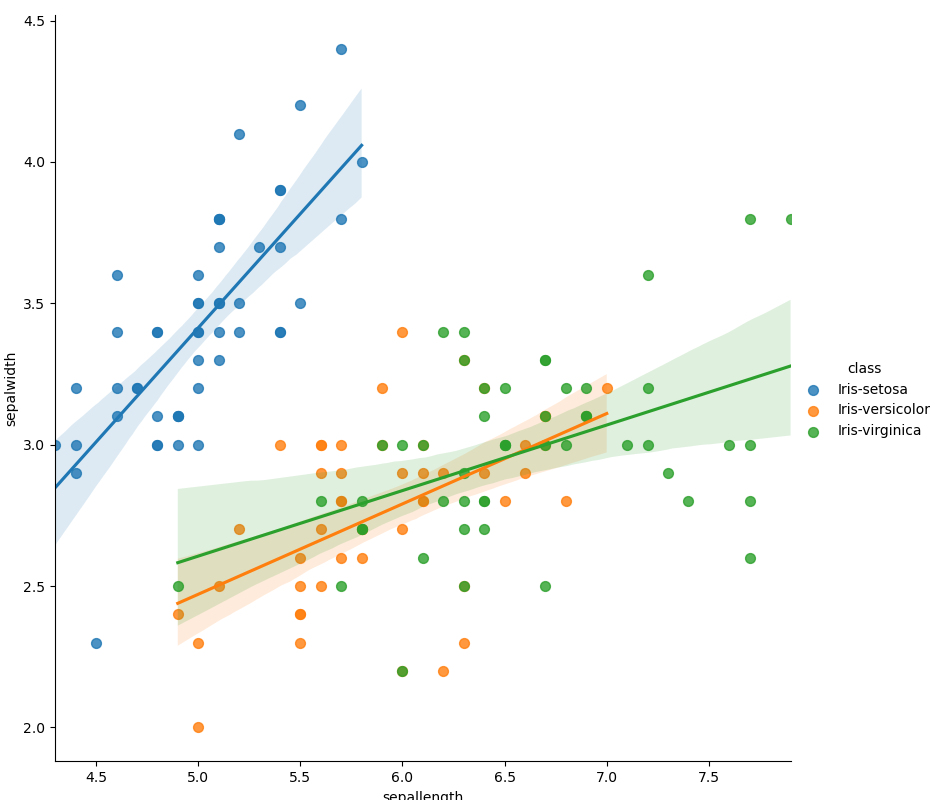 4.5
4.0
3.5
3.0
2.5
2.0
sepalwidth
4.5 5.0 5.5 6.0 6.5 7.0 7.5
sepallength
class
Iris-setosa
Iris-versicolor
Iris-virginica